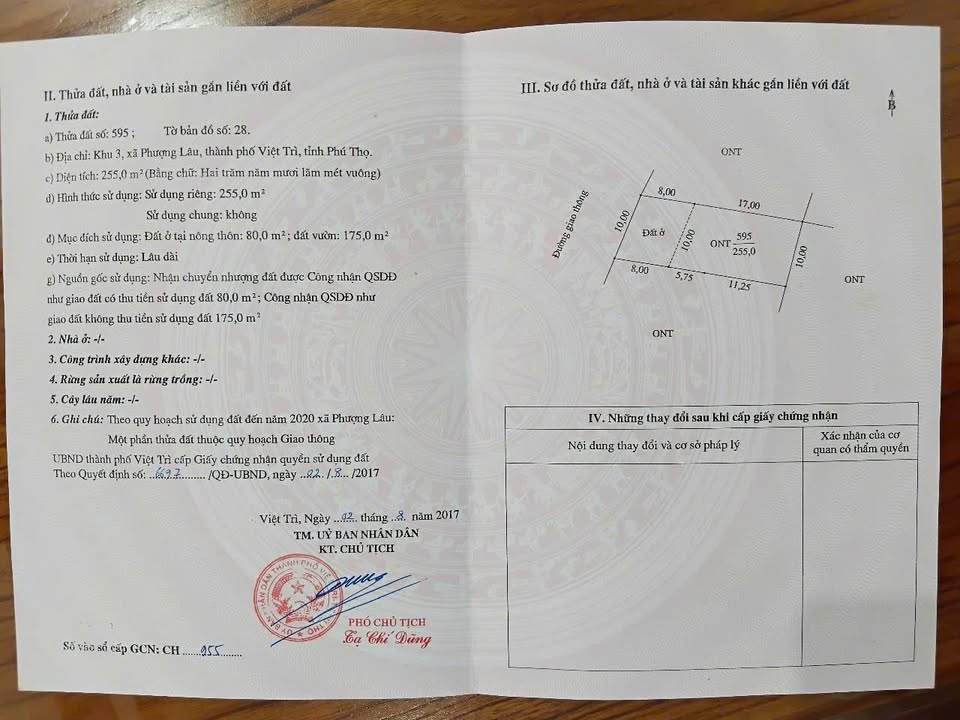 II. Thửa đất, nhà ở và tài sản gắn liền với đất
1. Thửa đất:
a) Thửa đất số: 595 ; Tờ bản đồ số: 28.
b) Địa chỉ: Khu 3, xã Phượng Lâu, thành phố Việt Trì, tỉnh Phú Thọ.
c) Diện tích: 255,0 m² (Bằng chữ: Hai trăm năm mươi lăm mét vuông)
d) Hình thức sử dụng: Sử dụng riêng: 255,0 m²
Sử dụng chung: không
đ) Mục đích sử dụng: Đất ở tại nông thôn: 80,0 m² ; đất vườn: 175,0 m²
e) Thời hạn sử dụng: Lâu dài
g) Nguồn gốc sử dụng: Nhận chuyển nhượng đất được Công nhận QSDĐ
như giao đất có thu tiền sử dụng đất 80,0 m² ; Công nhận QSDĐ như
giao đất không thu tiền sử dụng đất 175,0 m²
2. Nhà ở: -/-
3. Công trình xây dựng khác: -/-
4. Rừng sản xuất là rừng trồng: -/-
5. Cây lâu năm: -/-
6. Ghi chú: Theo quy hoạch sử dụng đất đến năm 2020 xã Phượng Lâu:
Một phần thửa đất thuộc quy hoạch Giao thông
UBND thành phố Việt Trì cấp Giấy chứng nhận quyền sử dụng đất
Theo Quyết định số: ..6697......... /QĐ-UBND, ngày ..02../.8.../2017
Việt Trì, Ngày ...02... tháng ..8.. năm 2017
TM. UỶ BAN NHÂN DÂN
KT. CHỦ TỊCH
PHÓ CHỦ TỊCH
Tạ Chí Dũng
Số vào sổ cấp GCN: CH ......955.......
III. Sơ đồ thửa đất, nhà ở và tài sản khác gắn liền với đất
B
ONT
Đường giao thông
8,00
17,00
10,00
Đất ở
10,00
ONT 595
255,0
10,00
8,00
5,75
11,25
ONT
ONT
IV. Những thay đổi sau khi cấp giấy chứng nhận
Nội dung thay đổi và cơ sở pháp lý
Xác nhận của cơ
quan có thẩm quyền